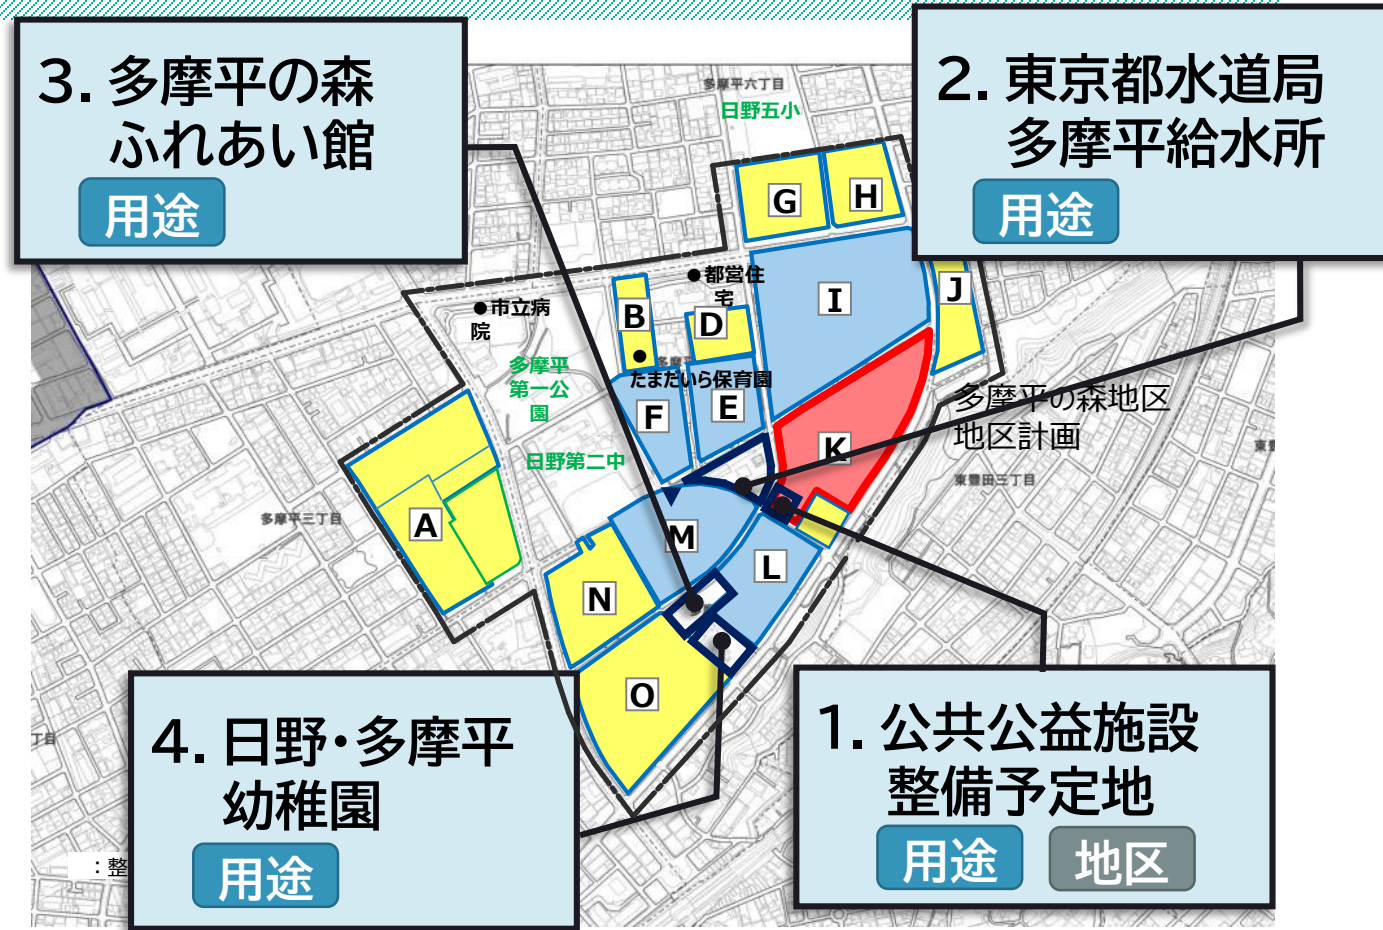 3. 多摩平の森
ふれあい館
用途
2. 東京都水道局
多摩平給水所
用途
多摩平六丁目
日野五小
G
H
●都営住
宅
I
J
●市立病
院
B
D
多摩平
第一公
園
たまだいら保育園
F
E
多摩平の森地区
地区計画
K
日野第二中
東豊田三丁目
多摩平三丁目
A
M
L
N
O
4. 日野・多摩平
幼稚園
用途
1. 公共公益施設
整備予定地
用途
地区
：整